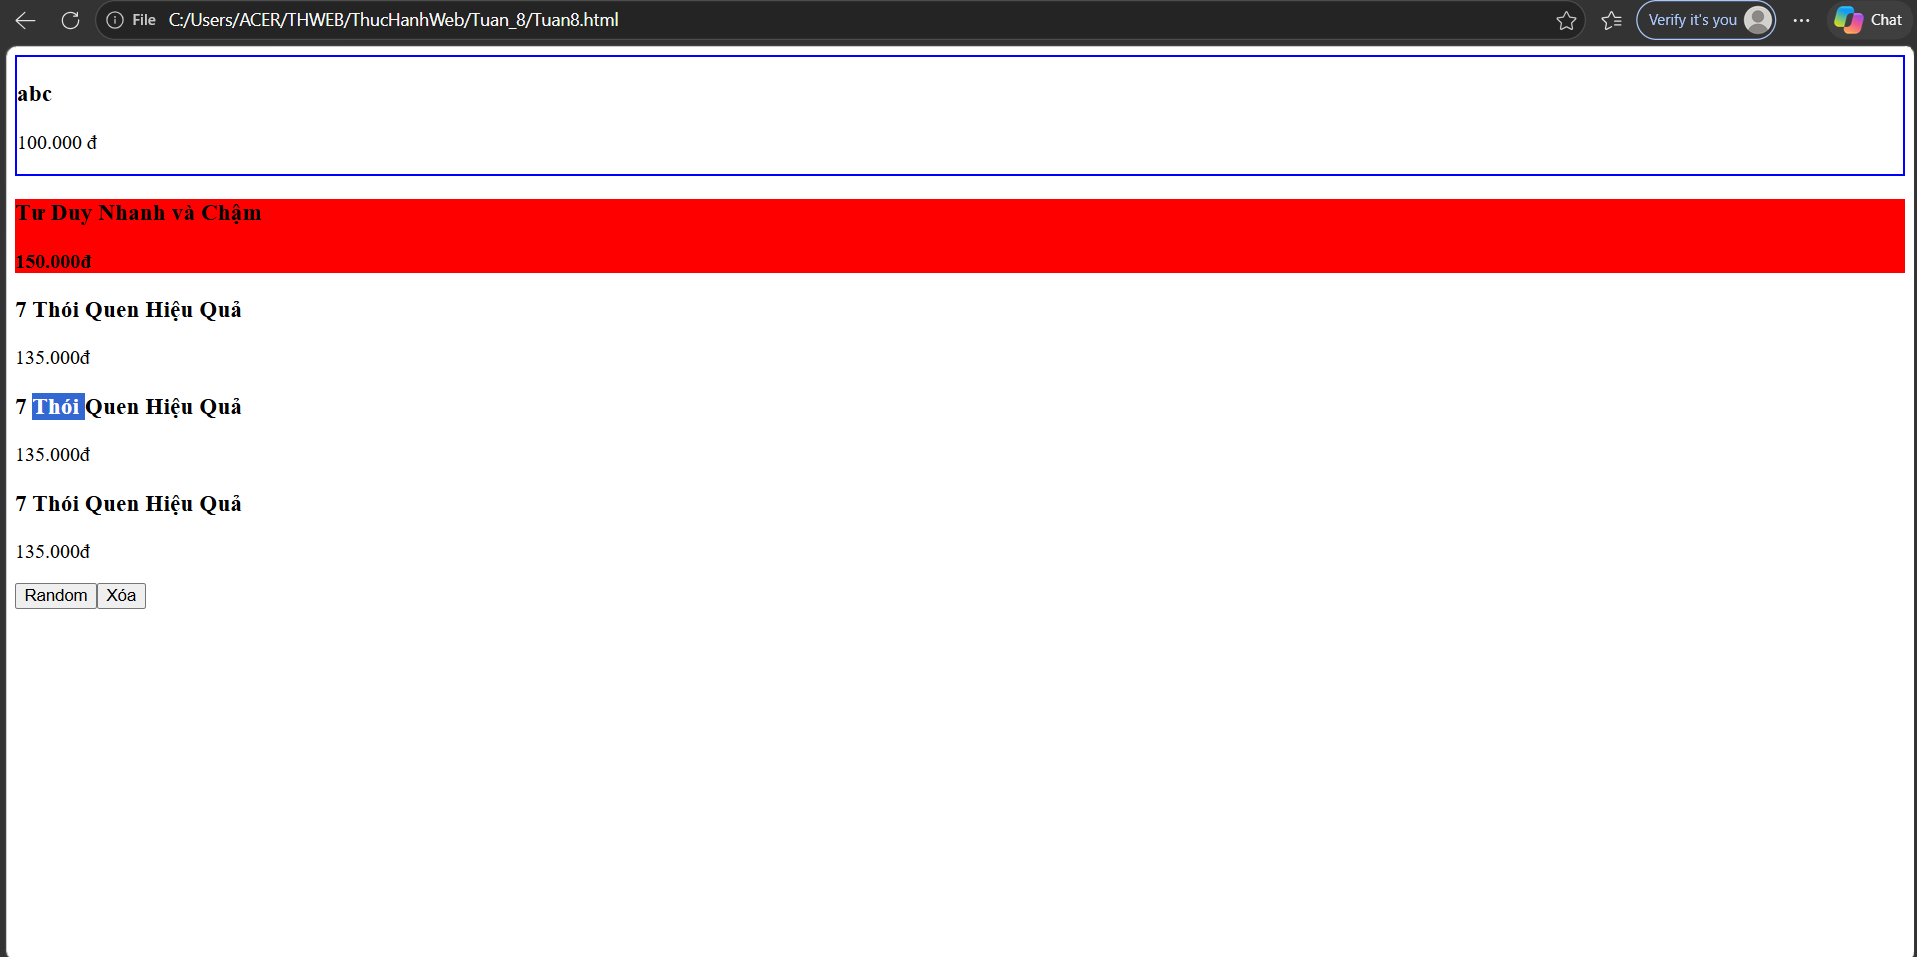 File C:/Users/ACER/THWEB/ThucHanhWeb/Tuan_8/Tuan8.html Verify it's you Chat
abc
100.000 đ
Tư Duy Nhanh và Chậm
150.000đ
7 Thói Quen Hiệu Quả
135.000đ
7 Thói Quen Hiệu Quả
135.000đ
7 Thói Quen Hiệu Quả
135.000đ
Random Xóa